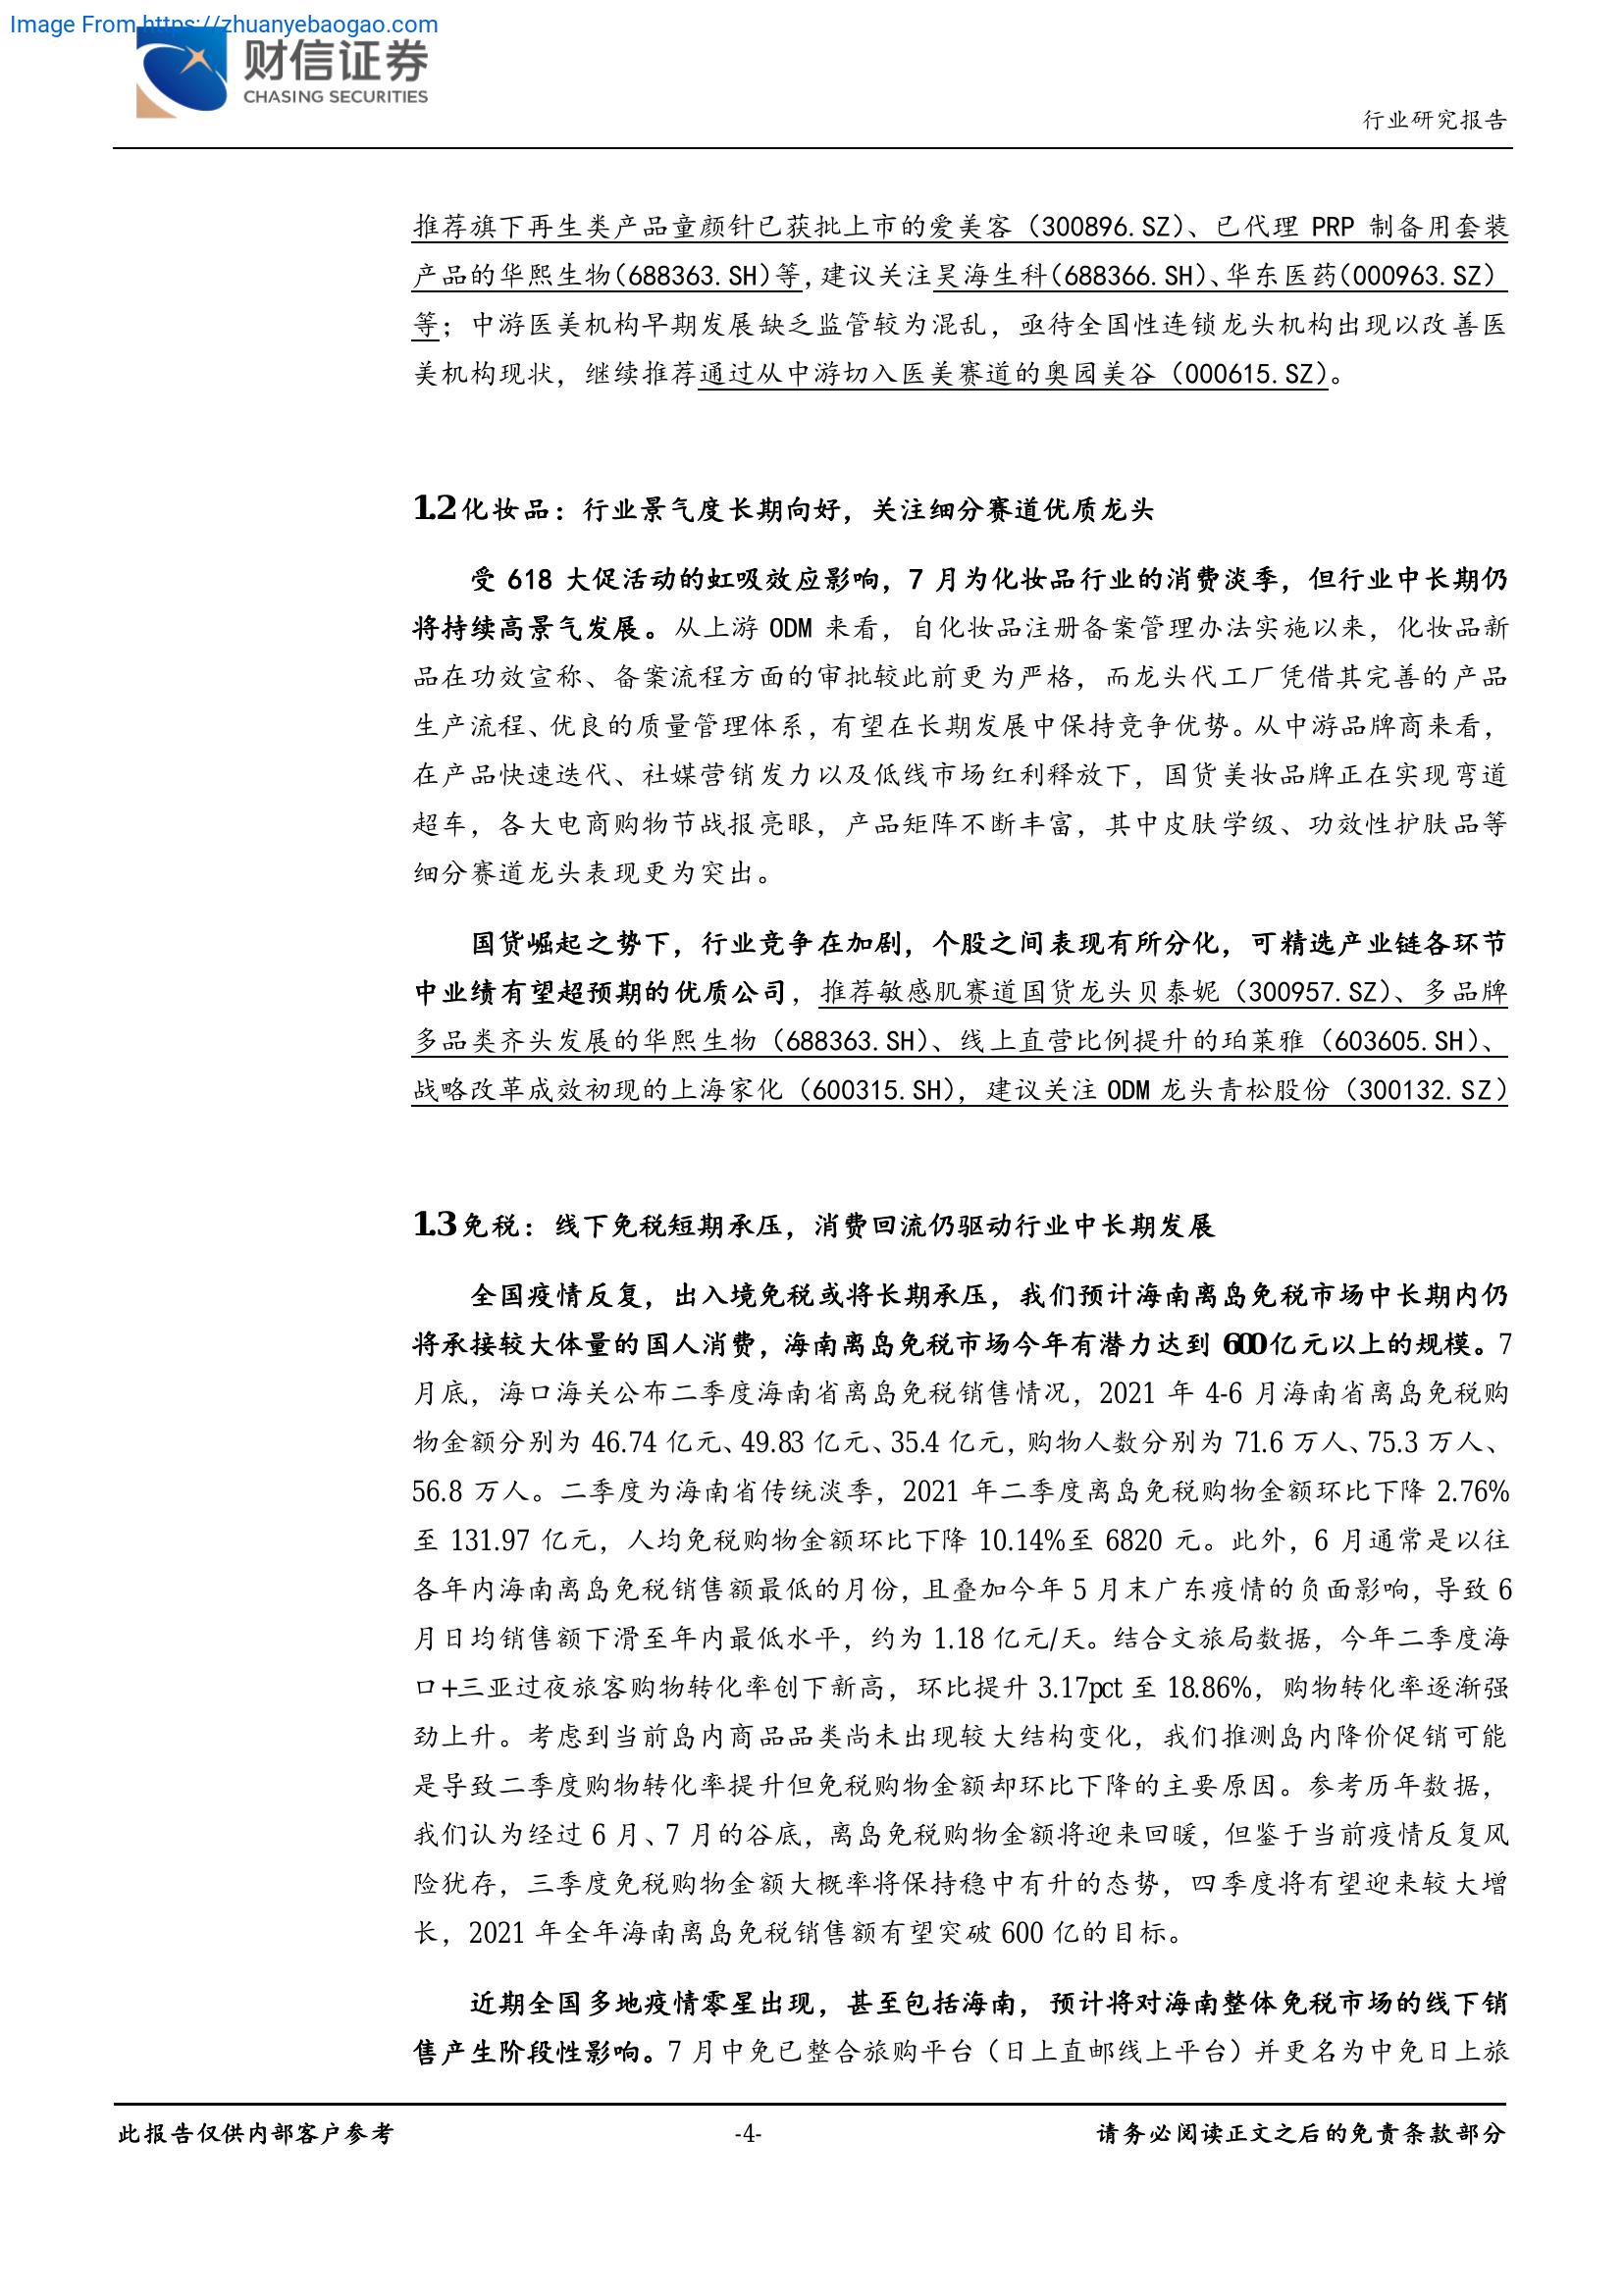 Image From https://zhuanyebaogao.com
财信证券
CHASING SECURITIES
行业研究报告
推荐旗下再生类产品童颜针已获批上市的爱美客（300896.SZ）、已代理 PRP 制备用套装
产品的华熙生物(688363.SH)等,建议关注昊海生科(688366.SH)、华东医药(000963.SZ)
等；中游医美机构早期发展缺乏监管较为混乱，亟待全国性连锁龙头机构出现以改善医
美机构现状，继续推荐通过从中游切入医美赛道的奥园美谷（000615.SZ）。
1.2 化妆品：行业景气度长期向好，关注细分赛道优质龙头
受 618 大促活动的虹吸效应影响，7 月为化妆品行业的消费淡季，但行业中长期仍
将持续高景气发展。从上游 ODM 来看，自化妆品注册备案管理办法实施以来，化妆品新
品在功效宣称、备案流程方面的审批较此前更为严格，而龙头代工厂凭借其完善的产品
生产流程、优良的质量管理体系，有望在长期发展中保持竞争优势。从中游品牌商来看，
在产品快速迭代、社媒营销发力以及低线市场红利释放下，国货美妆品牌正在实现弯道
超车，各大电商购物节战报亮眼，产品矩阵不断丰富，其中皮肤学级、功效性护肤品等
细分赛道龙头表现更为突出。
国货崛起之势下，行业竞争在加剧，个股之间表现有所分化，可精选产业链各环节
中业绩有望超预期的优质公司，推荐敏感肌赛道国货龙头贝泰妮（300957.SZ）、多品牌
多品类齐头发展的华熙生物（688363.SH）、线上直营比例提升的珀莱雅（603605.SH）、
战略改革成效初现的上海家化（600315.SH），建议关注 ODM 龙头青松股份（300132.SZ）
1.3 免税：线下免税短期承压，消费回流仍驱动行业中长期发展
全国疫情反复，出入境免税或将长期承压，我们预计海南离岛免税市场中长期内仍
将承接较大体量的国人消费，海南离岛免税市场今年有潜力达到 600 亿元以上的规模。7
月底，海口海关公布二季度海南省离岛免税销售情况，2021 年 4-6 月海南省离岛免税购
物金额分别为 46.74 亿元、49.83 亿元、35.4 亿元，购物人数分别为 71.6 万人、75.3 万人、
56.8 万人。二季度为海南省传统淡季，2021 年二季度离岛免税购物金额环比下降 2.76%
至 131.97 亿元，人均免税购物金额环比下降 10.14%至 6820 元。此外，6 月通常是以往
各年内海南离岛免税销售额最低的月份，且叠加今年 5 月末广东疫情的负面影响，导致 6
月日均销售额下滑至年内最低水平，约为 1.18 亿元/天。结合文旅局数据，今年二季度海
口+三亚过夜旅客购物转化率创下新高，环比提升 3.17pct 至 18.86%，购物转化率逐渐强
劲上升。考虑到当前岛内商品品类尚未出现较大结构变化，我们推测岛内降价促销可能
是导致二季度购物转化率提升但免税购物金额却环比下降的主要原因。参考历年数据，
我们认为经过 6 月、7 月的谷底，离岛免税购物金额将迎来回暖，但鉴于当前疫情反复风
险犹存，三季度免税购物金额大概率将保持稳中有升的态势，四季度将有望迎来较大增
长，2021 年全年海南离岛免税销售额有望突破 600 亿的目标。
近期全国多地疫情零星出现，甚至包括海南，预计将对海南整体免税市场的线下销
售产生阶段性影响。7 月中免已整合旅购平台（日上直邮线上平台）并更名为中免日上旅
此报告仅供内部客户参考
-4-
请务必阅读正文之后的免责条款部分